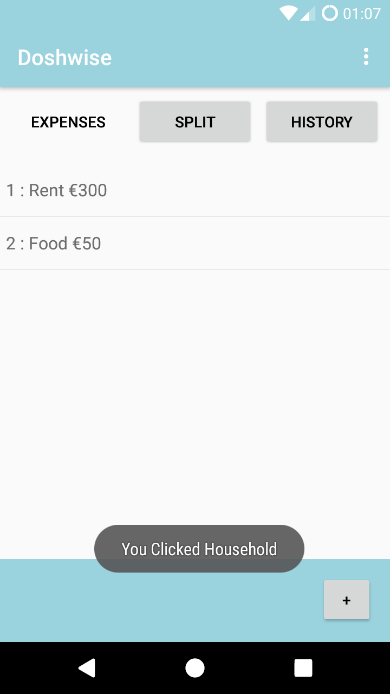 01:07
Doshwise
EXPENSES SPLIT HISTORY
1 : Rent €300
2 : Food €50
You Clicked Household
+